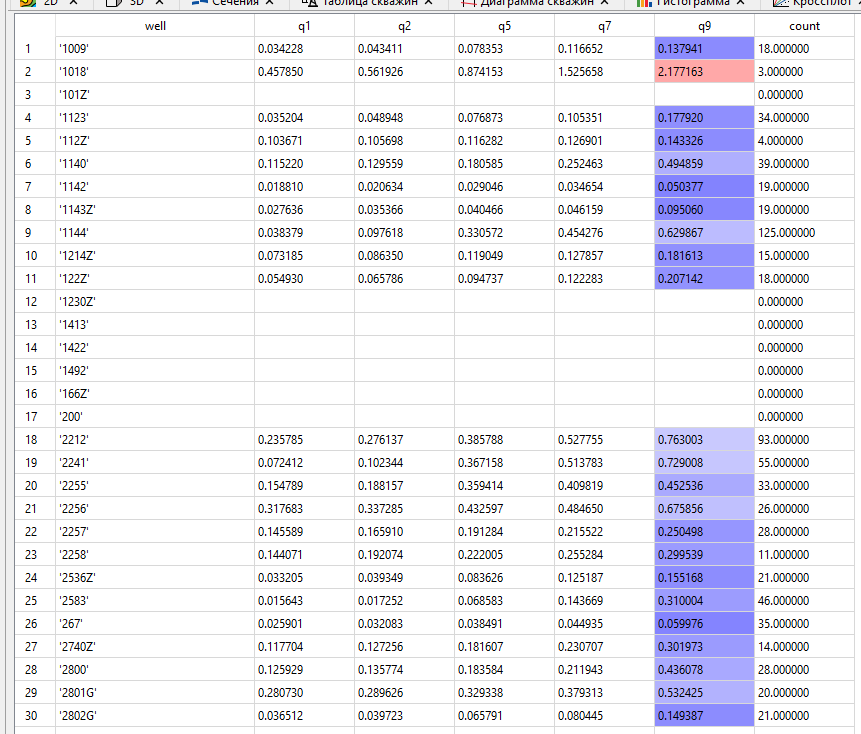 2D × 3D × Сечения × Таблица скважин × Диаграмма скважин × Гистограмма × Кроссплот
well q1 q2 q5 q7 q9 count
1 '1009' 0.034228 0.043411 0.078353 0.116652 0.137941 18.000000
2 '1018' 0.457850 0.561926 0.874153 1.525658 2.177163 3.000000
3 '101Z' 0.000000
4 '1123' 0.035204 0.048948 0.076873 0.105351 0.177920 34.000000
5 '112Z' 0.103671 0.105698 0.116282 0.126901 0.143326 4.000000
6 '1140' 0.115220 0.129559 0.180585 0.252463 0.494859 39.000000
7 '1142' 0.018810 0.020634 0.029046 0.034654 0.050377 19.000000
8 '1143Z' 0.027636 0.035366 0.040466 0.046159 0.095060 19.000000
9 '1144' 0.038379 0.097618 0.330572 0.454276 0.629867 125.000000
10 '1214Z' 0.073185 0.086350 0.119049 0.127857 0.181613 15.000000
11 '122Z' 0.054930 0.065786 0.094737 0.122283 0.207142 18.000000
12 '1230Z' 0.000000
13 '1413' 0.000000
14 '1422' 0.000000
15 '1492' 0.000000
16 '166Z' 0.000000
17 '200' 0.000000
18 '2212' 0.235785 0.276137 0.385788 0.527755 0.763003 93.000000
19 '2241' 0.072412 0.102344 0.367158 0.513783 0.729008 55.000000
20 '2255' 0.154789 0.188157 0.359414 0.409819 0.452536 33.000000
21 '2256' 0.317683 0.337285 0.432597 0.484650 0.675856 26.000000
22 '2257' 0.145589 0.165910 0.191284 0.215522 0.250498 28.000000
23 '2258' 0.144071 0.192074 0.222005 0.255284 0.299539 11.000000
24 '2536Z' 0.033205 0.039349 0.083626 0.125187 0.155168 21.000000
25 '2583' 0.015643 0.017252 0.068583 0.143669 0.310004 46.000000
26 '267' 0.025901 0.032083 0.038491 0.044935 0.059976 35.000000
27 '2740Z' 0.117704 0.127256 0.181607 0.230707 0.301973 14.000000
28 '2800' 0.125929 0.135774 0.183584 0.211943 0.436078 28.000000
29 '2801G' 0.280730 0.289626 0.329338 0.379313 0.532425 20.000000
30 '2802G' 0.036512 0.039723 0.065791 0.080445 0.149387 21.000000